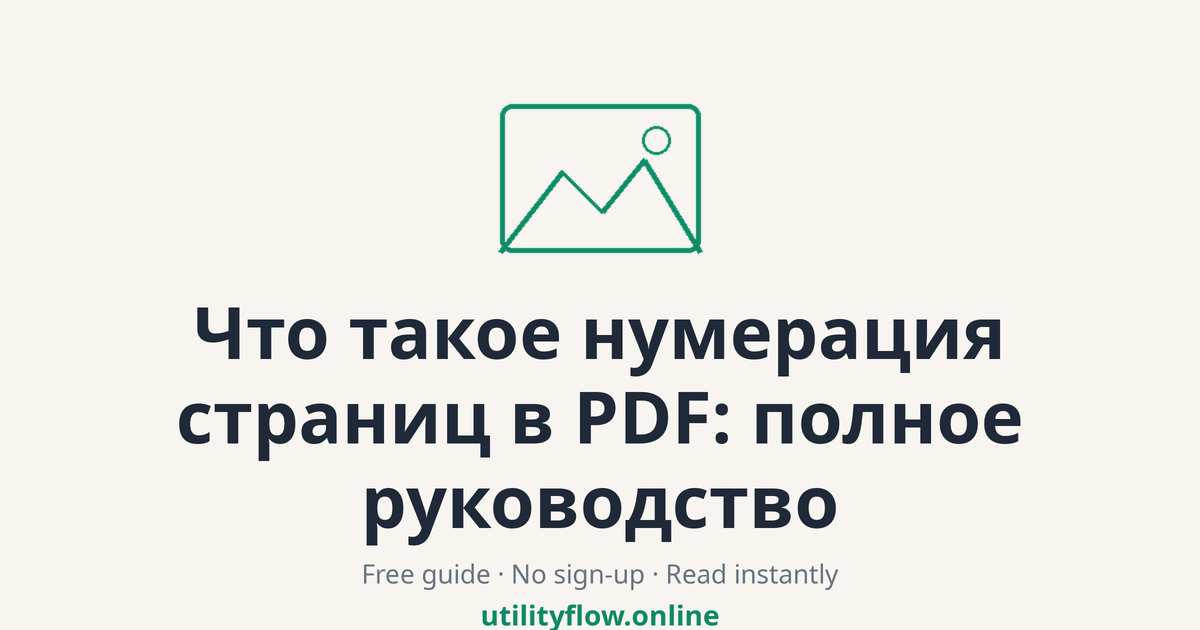 Что такое нумерация
страниц в PDF: полное
руководство
Free guide · No sign-up · Read instantly
utilityflow.online